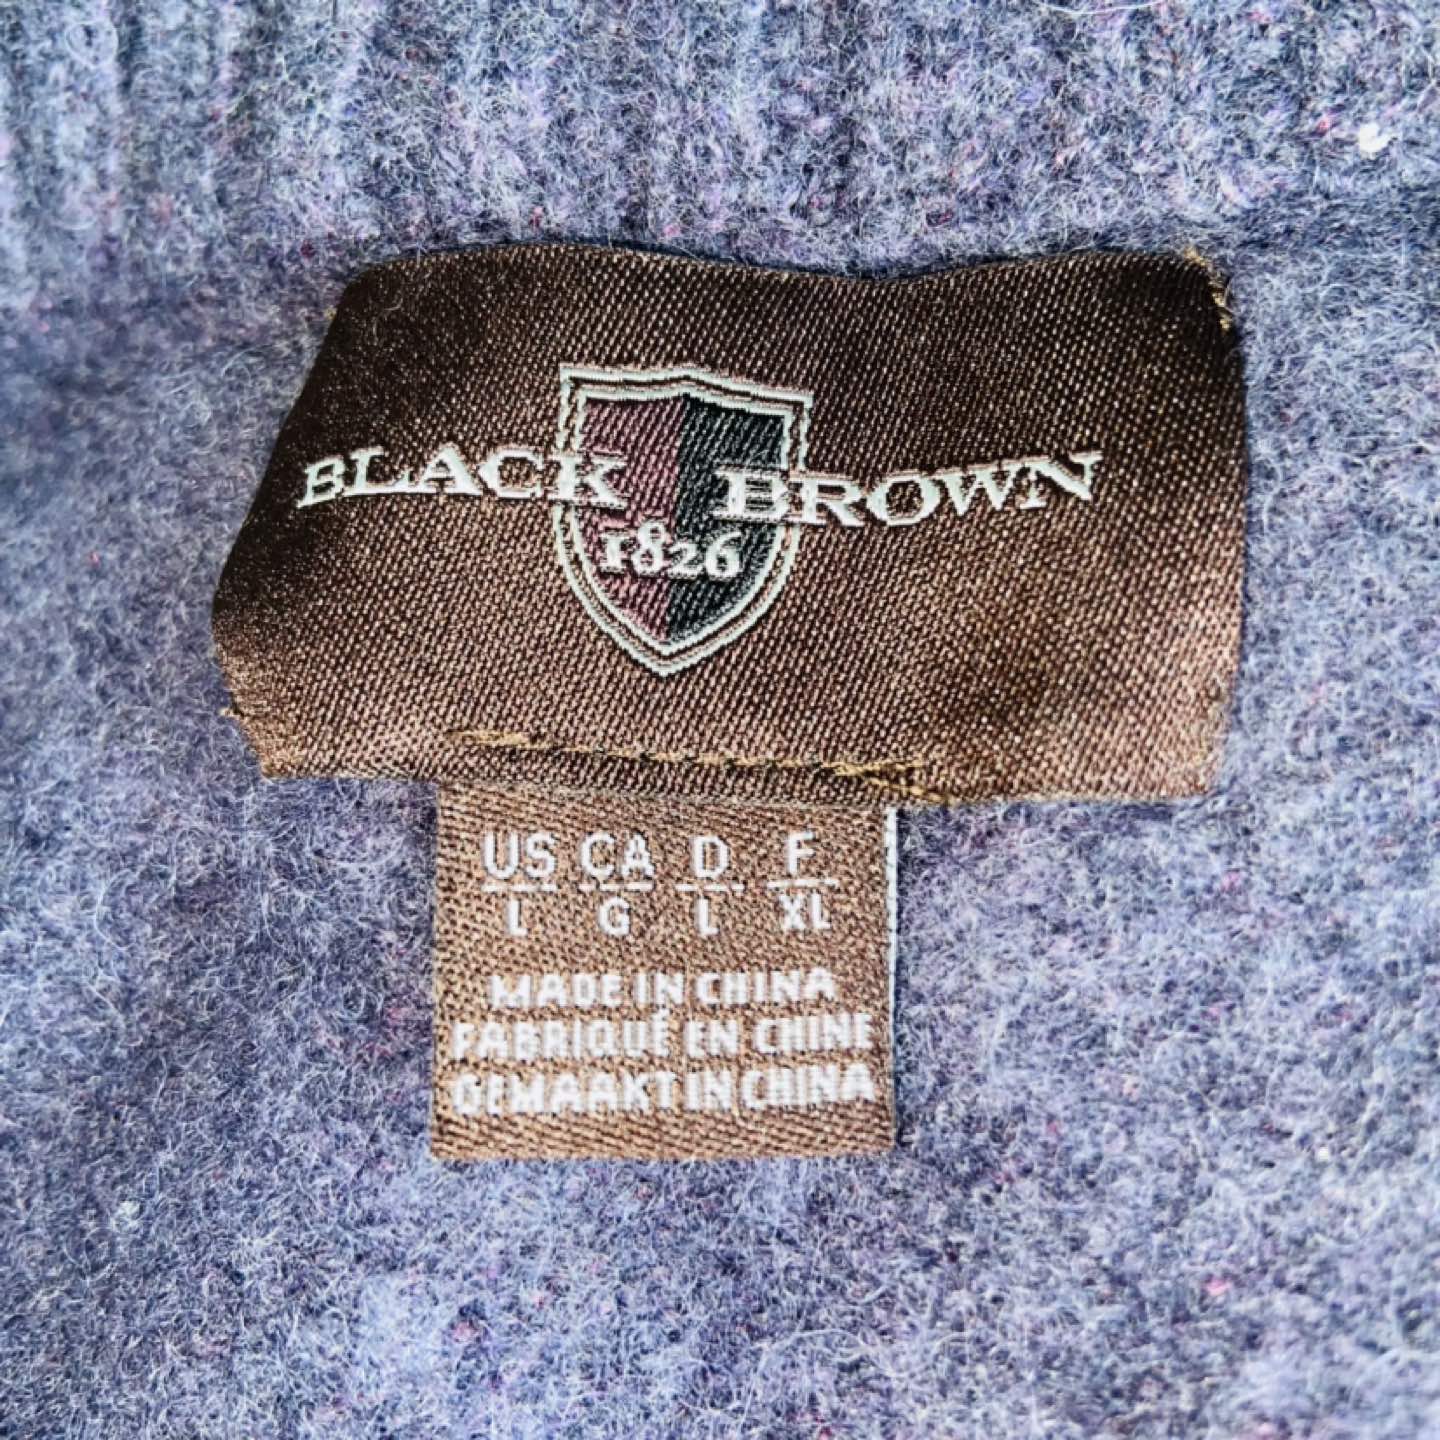 BLACK BROWN
1826
US CA D F
L G L XL
MADE IN CHINA
FABRIQUÉ EN CHINE
GEMAAKT IN CHINA